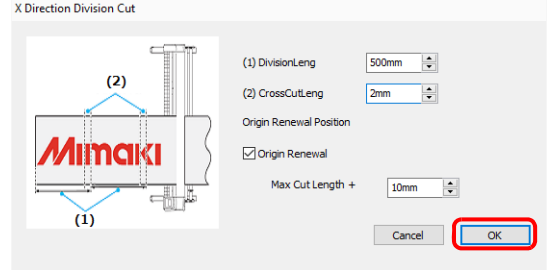 X Direction Division Cut
(2)
Mimaki
(1)
(1) DivisionLeng 500mm
(2) CrossCutLeng 2mm
Origin Renewal Position
Origin Renewal
Max Cut Length + 10mm
Cancel OK